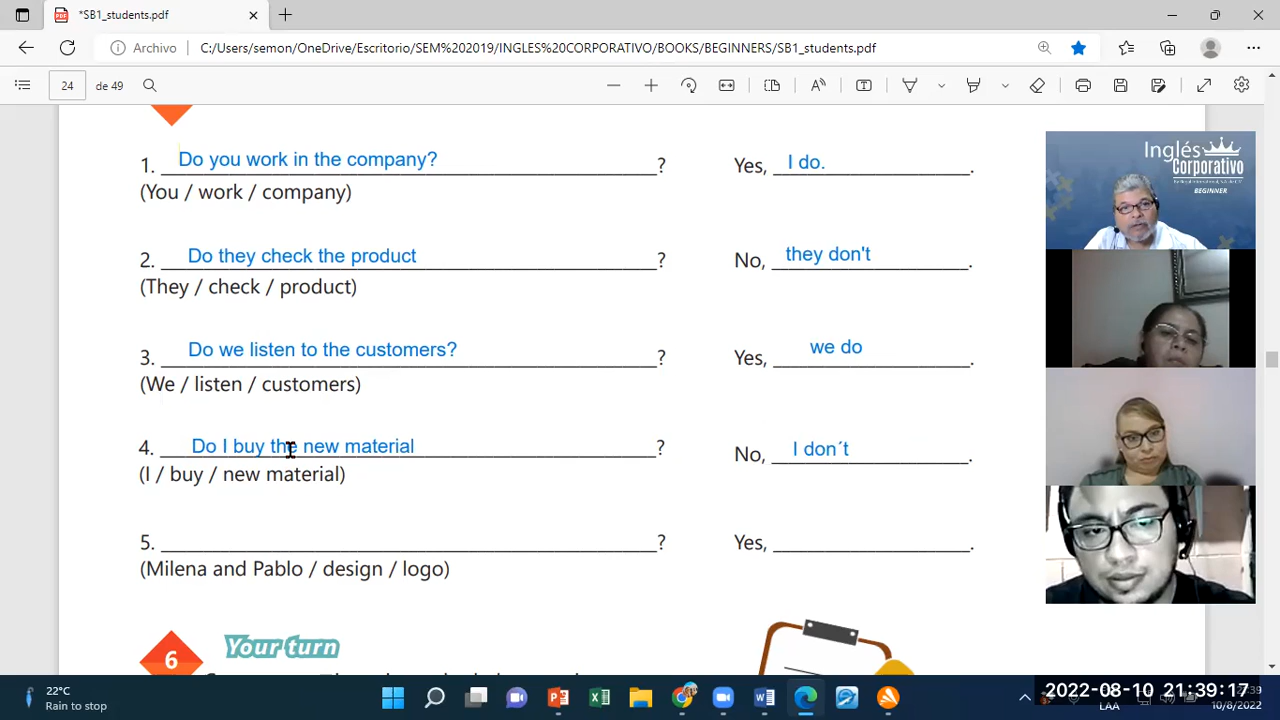 *SB1_students.pdf
Archivo
C:/Users/semon/OneDrive/Escritorio/SEM%202019/INGLES%20CORPORATIVO/BOOKS/BEGINNERS/SB1_students.pdf
24 de 49
1. Do you work in the company? ? Yes, I do. .
(You / work / company)
2. Do they check the product ? No, they don't .
(They / check / product)
3. Do we listen to the customers? ? Yes, we do .
(We / listen / customers)
4. Do I buy the new material ? No, I don´t .
(I / buy / new material)
5. ? Yes, .
(Milena and Pablo / design / logo)
6 Your turn
Inglés
Corporativo
BEGINNER
22°C
Rain to stop
LAA
2022-08-10 21:39:17
10/8/2022